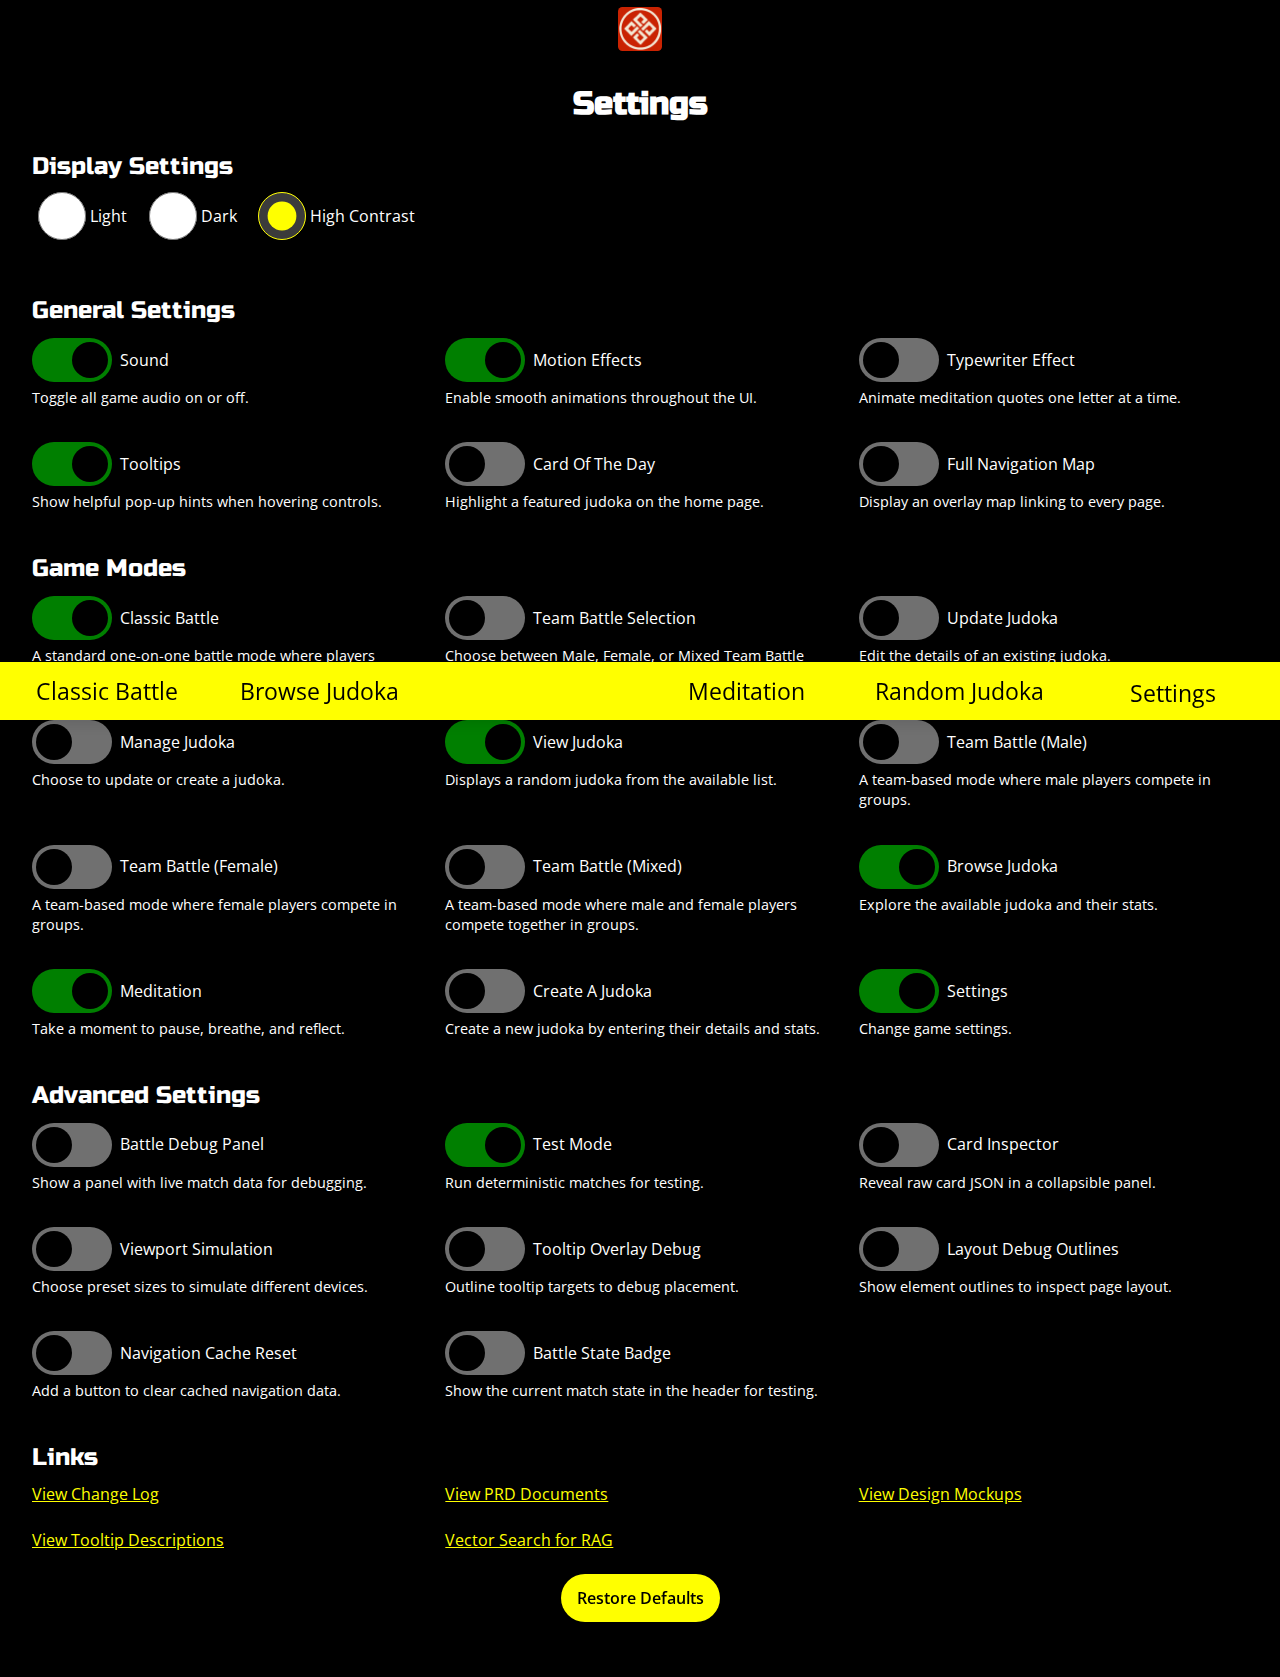 Settings
Display Settings
Light Dark High Contrast
General Settings
Sound Motion Effects Typewriter Effect
Toggle all game audio on or off. Enable smooth animations throughout the UI. Animate meditation quotes one letter at a time.
Tooltips Card Of The Day Full Navigation Map
Show helpful pop-up hints when hovering controls. Highlight a featured judoka on the home page. Display an overlay map linking to every page.
Game Modes
Classic Battle Team Battle Selection Update Judoka
A standard one-on-one battle mode where players Choose between Male, Female, or Mixed Team Battle Edit the details of an existing judoka.
Classic Battle Browse Judoka Meditation Random Judoka Settings
Manage Judoka View Judoka Team Battle (Male)
Choose to update or create a judoka. Displays a random judoka from the available list. A team-based mode where male players compete in
groups.
Team Battle (Female) Team Battle (Mixed) Browse Judoka
A team-based mode where female players compete in A team-based mode where male and female players Explore the available judoka and their stats.
groups. compete together in groups.
Meditation Create A Judoka Settings
Take a moment to pause, breathe, and reflect. Create a new judoka by entering their details and stats. Change game settings.
Advanced Settings
Battle Debug Panel Test Mode Card Inspector
Show a panel with live match data for debugging. Run deterministic matches for testing. Reveal raw card JSON in a collapsible panel.
Viewport Simulation Tooltip Overlay Debug Layout Debug Outlines
Choose preset sizes to simulate different devices. Outline tooltip targets to debug placement. Show element outlines to inspect page layout.
Navigation Cache Reset Battle State Badge
Add a button to clear cached navigation data. Show the current match state in the header for testing.
Links
View Change Log View PRD Documents View Design Mockups
View Tooltip Descriptions Vector Search for RAG
Restore Defaults